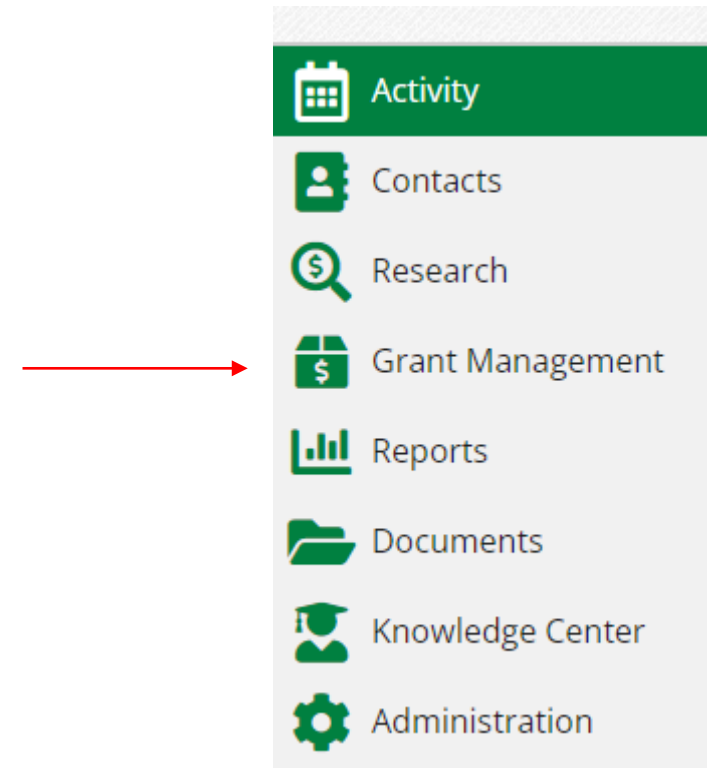 Activity
Contacts
Research
Grant Management
Reports
Documents
Knowledge Center
Administration